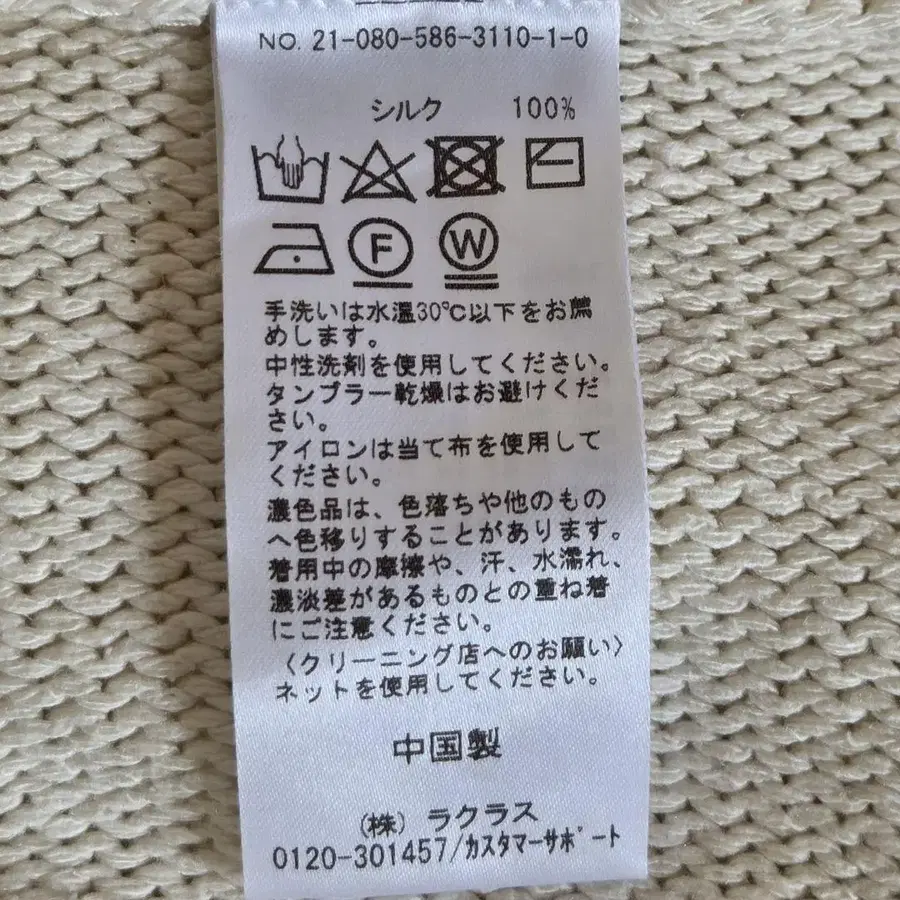 NO. 21-080-586-3110-1-0
シルク 100%
F W
手洗いは水温30℃以下をお薦
めします。
中性洗剤を使用してください。
タンブラー乾燥はお避けくだ
さい。
アイロンは当て布を使用して
ください。
濃色品は、色落ちや他のもの
へ色移りすることがあります。
着用中の摩擦や、汗、水濡れ、
濃淡差があるものとの重ね着
にご注意ください。
〈クリーニング店へのお願い〉
ネットを使用してください。
中国製
(株) ラクラス
0120-301457/カスタマーサポート